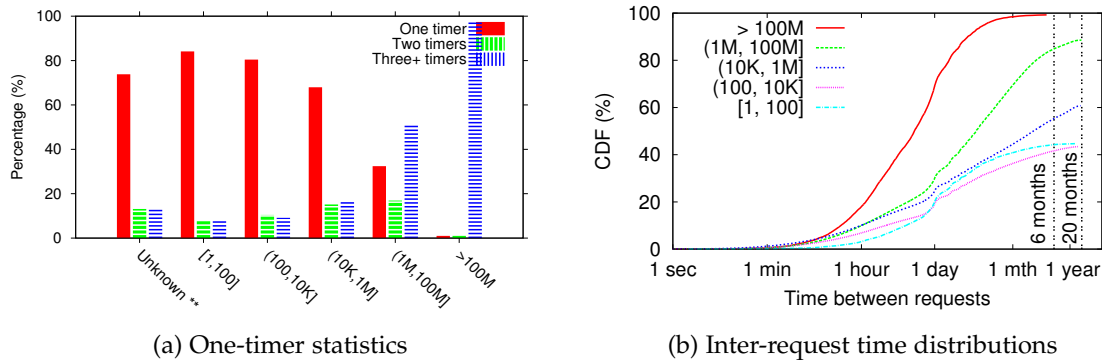 One timer
Two timers
Three+ timers
Percentage (%)
100
80
60
40
20
0
Unknown **
[1,100]
(100,10K]
(10K,1M]
(1M,100M]
>100M
(a) One-timer statistics
> 100M
(1M, 100M]
(10K, 1M]
(100, 10K]
[1, 100]
CDF (%)
100
80
60
40
20
0
6 months
20 months
1 sec
1 min
1 hour
1 day
1 mth
1 year
Time between requests
(b) Inter-request time distributions